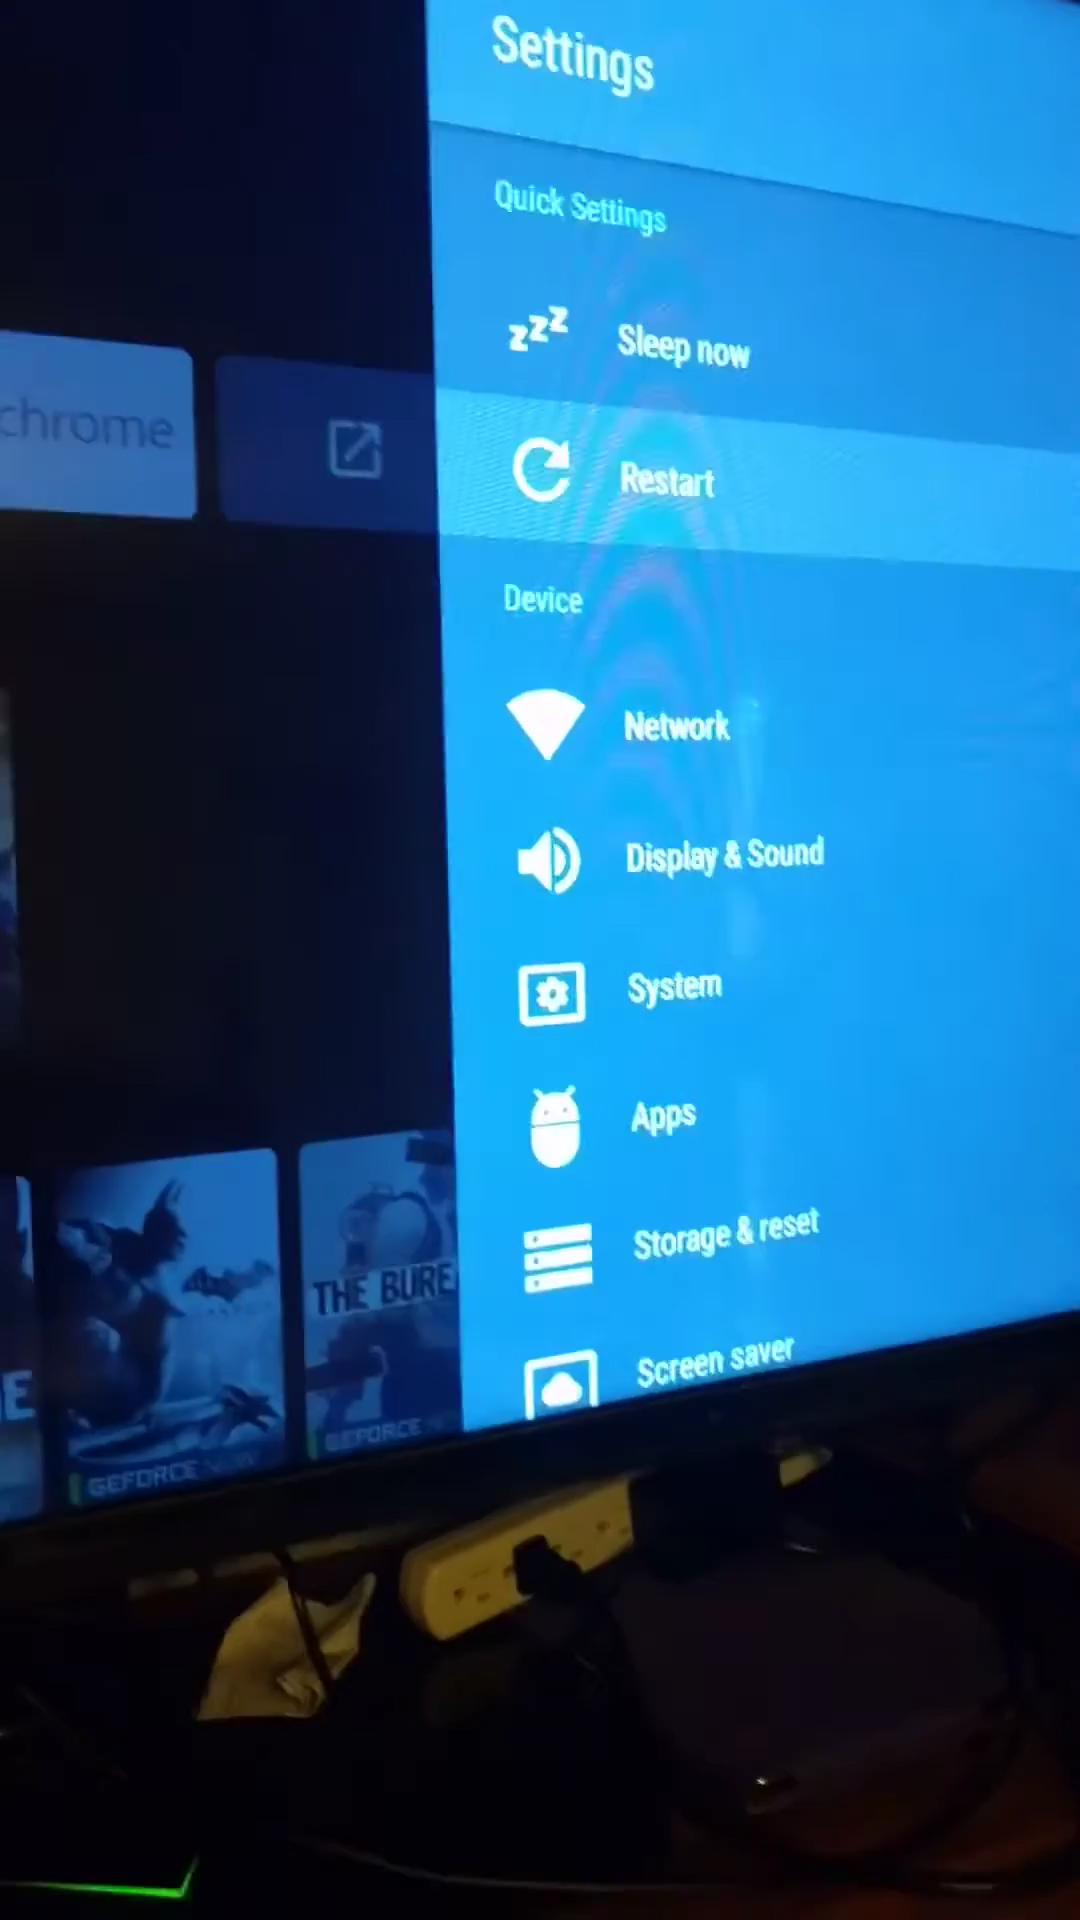 Settings
Quick Settings
Sleep now
chrome
Restart
Device
Network
Display & Sound
System
Apps
Storage & reset
THE BURE
Screen saver
E
GEFORCE
GEFORCE